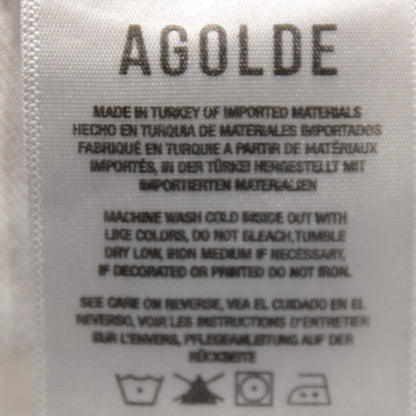 AGOLDE
MADE IN TURKEY OF IMPORTED MATERIALS
HECHO EN TURQUIA DE MATERIALES IMPORTADOS
FABRIQUÉ EN TURQUIE A PARTIR DE MATÉRIAUX
IMPORTÉS, IN DER TÜRKEI HERGESTELLT MIT
IMPORTIERTEN MATERIALIEN
MACHINE WASH COLD INSIDE OUT WITH
LIKE COLORS, DO NOT BLEACH, TUMBLE
DRY LOW, IRON MEDIUM IF NECESSARY,
IF DECORATED OR PRINTED DO NOT IRON.
SEE CARE ON REVERSE, VEA EL CUIDADO EN EL
REVERSO, VOIR LES INSTRUCTIONS D'ENTRETIEN
SUR L'ENVERS, PFLEGEANLEITUNG AUF DER
RÜCKSEITE